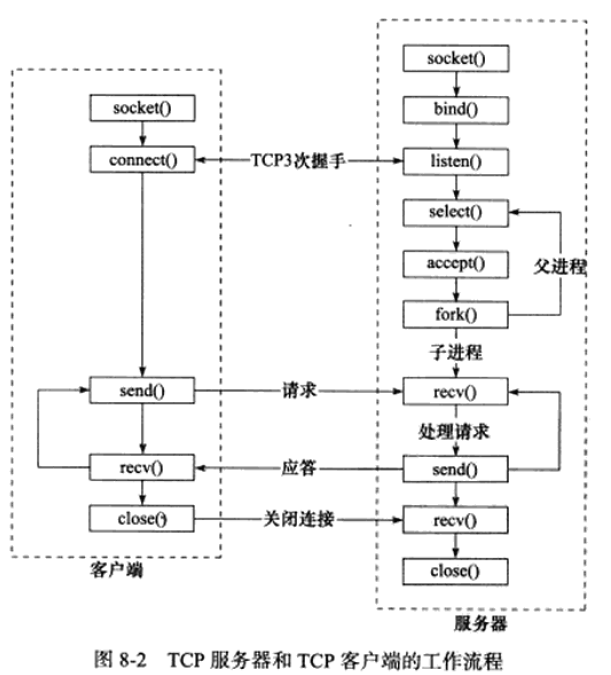 socket()
connect()
send()
recv()
close()
客户端
TCP3次握手
请求
应答
关闭连接
socket()
bind()
listen()
select()
accept()
fork()
父进程
子进程
recv()
处理请求
send()
recv()
close()
服务器
图 8-2 TCP 服务器和 TCP 客户端的工作流程